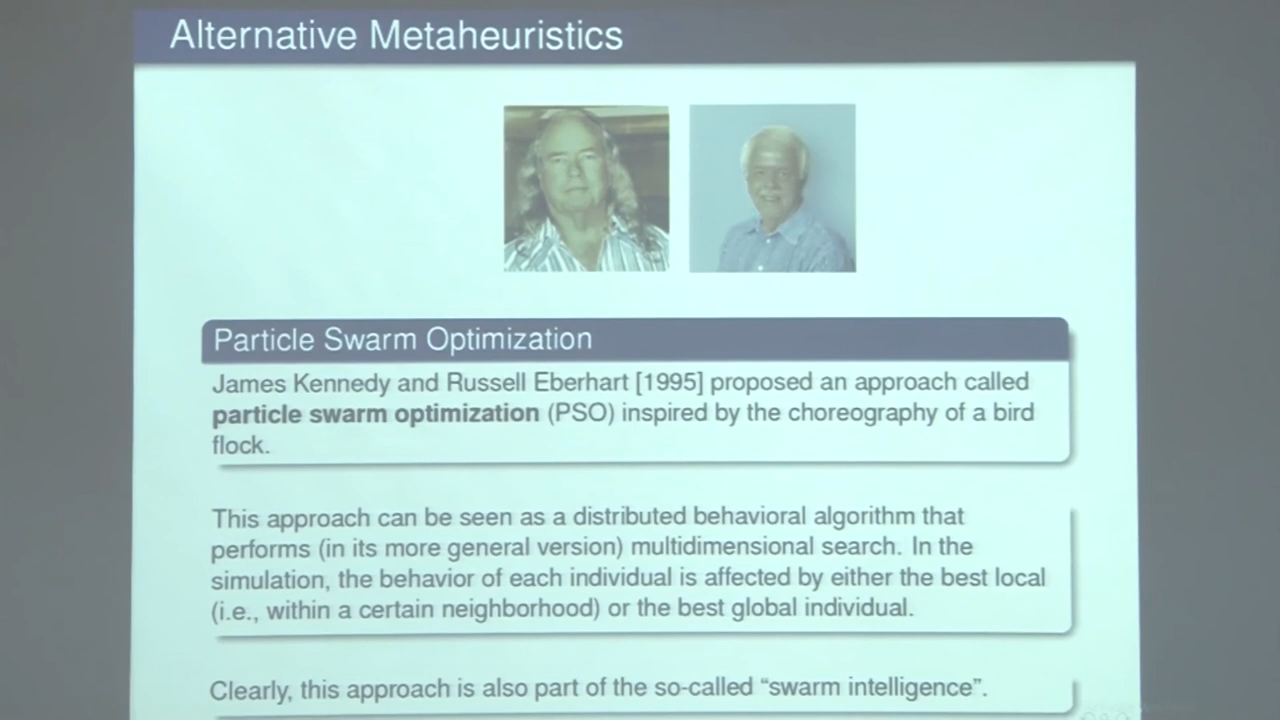 Alternative Metaheuristics
Particle Swarm Optimization
James Kennedy and Russell Eberhart [1995] proposed an approach called
particle swarm optimization (PSO) inspired by the choreography of a bird
flock.
This approach can be seen as a distributed behavioral algorithm that
performs (in its more general version) multidimensional search. In the
simulation, the behavior of each individual is affected by either the best local
(i.e., within a certain neighborhood) or the best global individual.
Clearly, this approach is also part of the so-called “swarm intelligence”.